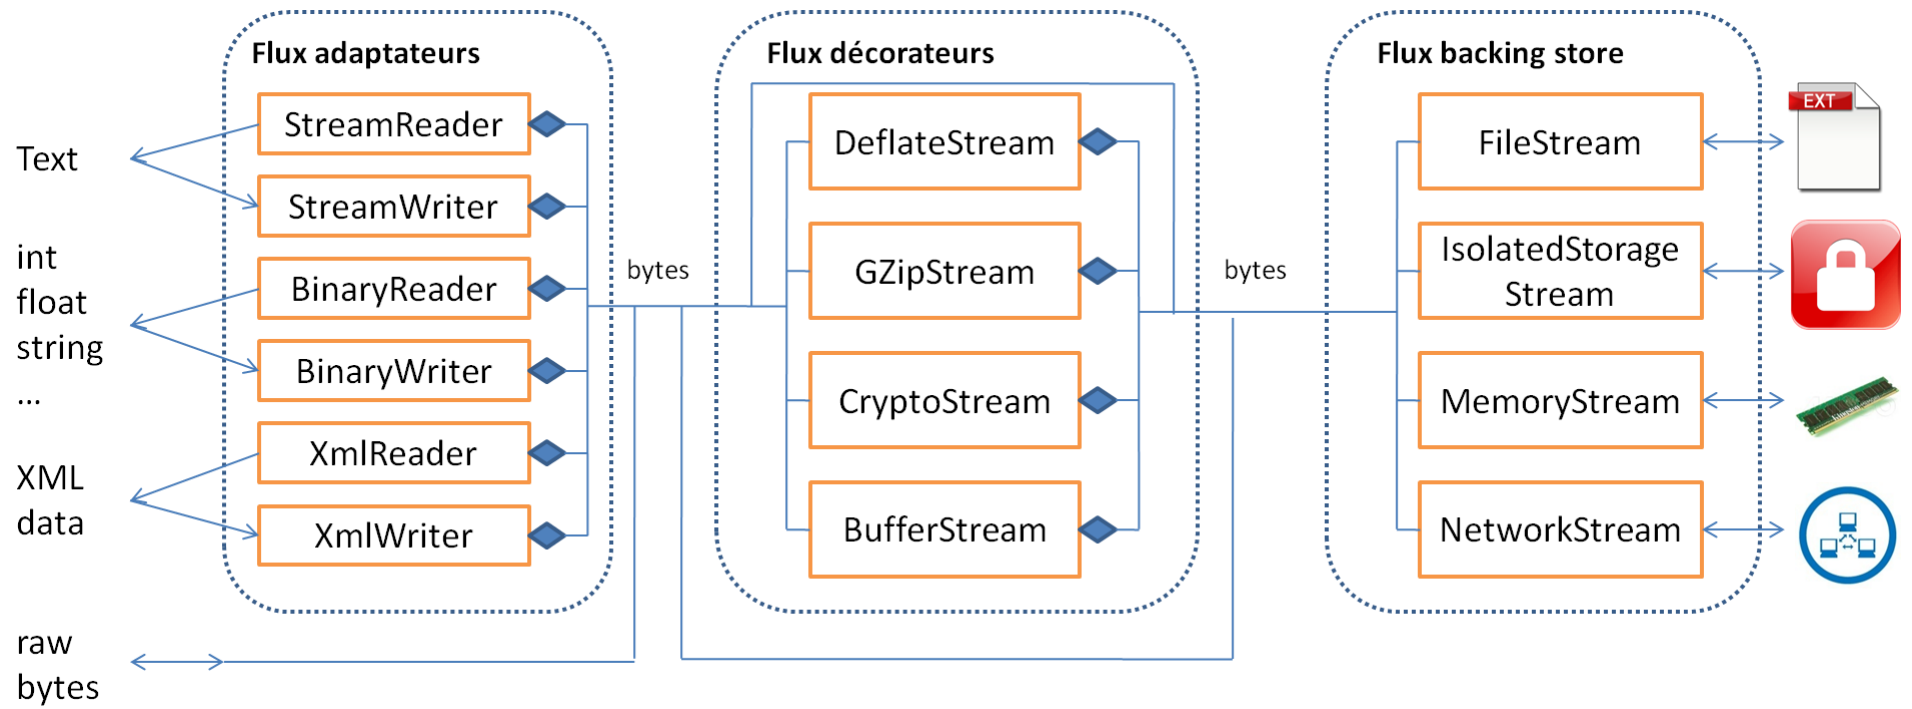 Flux adaptateurs
Flux décorateurs
Flux backing store
StreamReader
StreamWriter
BinaryReader
BinaryWriter
XmlReader
XmlWriter
Text
int
float
string
...
XML
data
raw
bytes
bytes
DeflateStream
GZipStream
CryptoStream
BufferStream
bytes
FileStream
IsolatedStorage
Stream
MemoryStream
NetworkStream
EXT